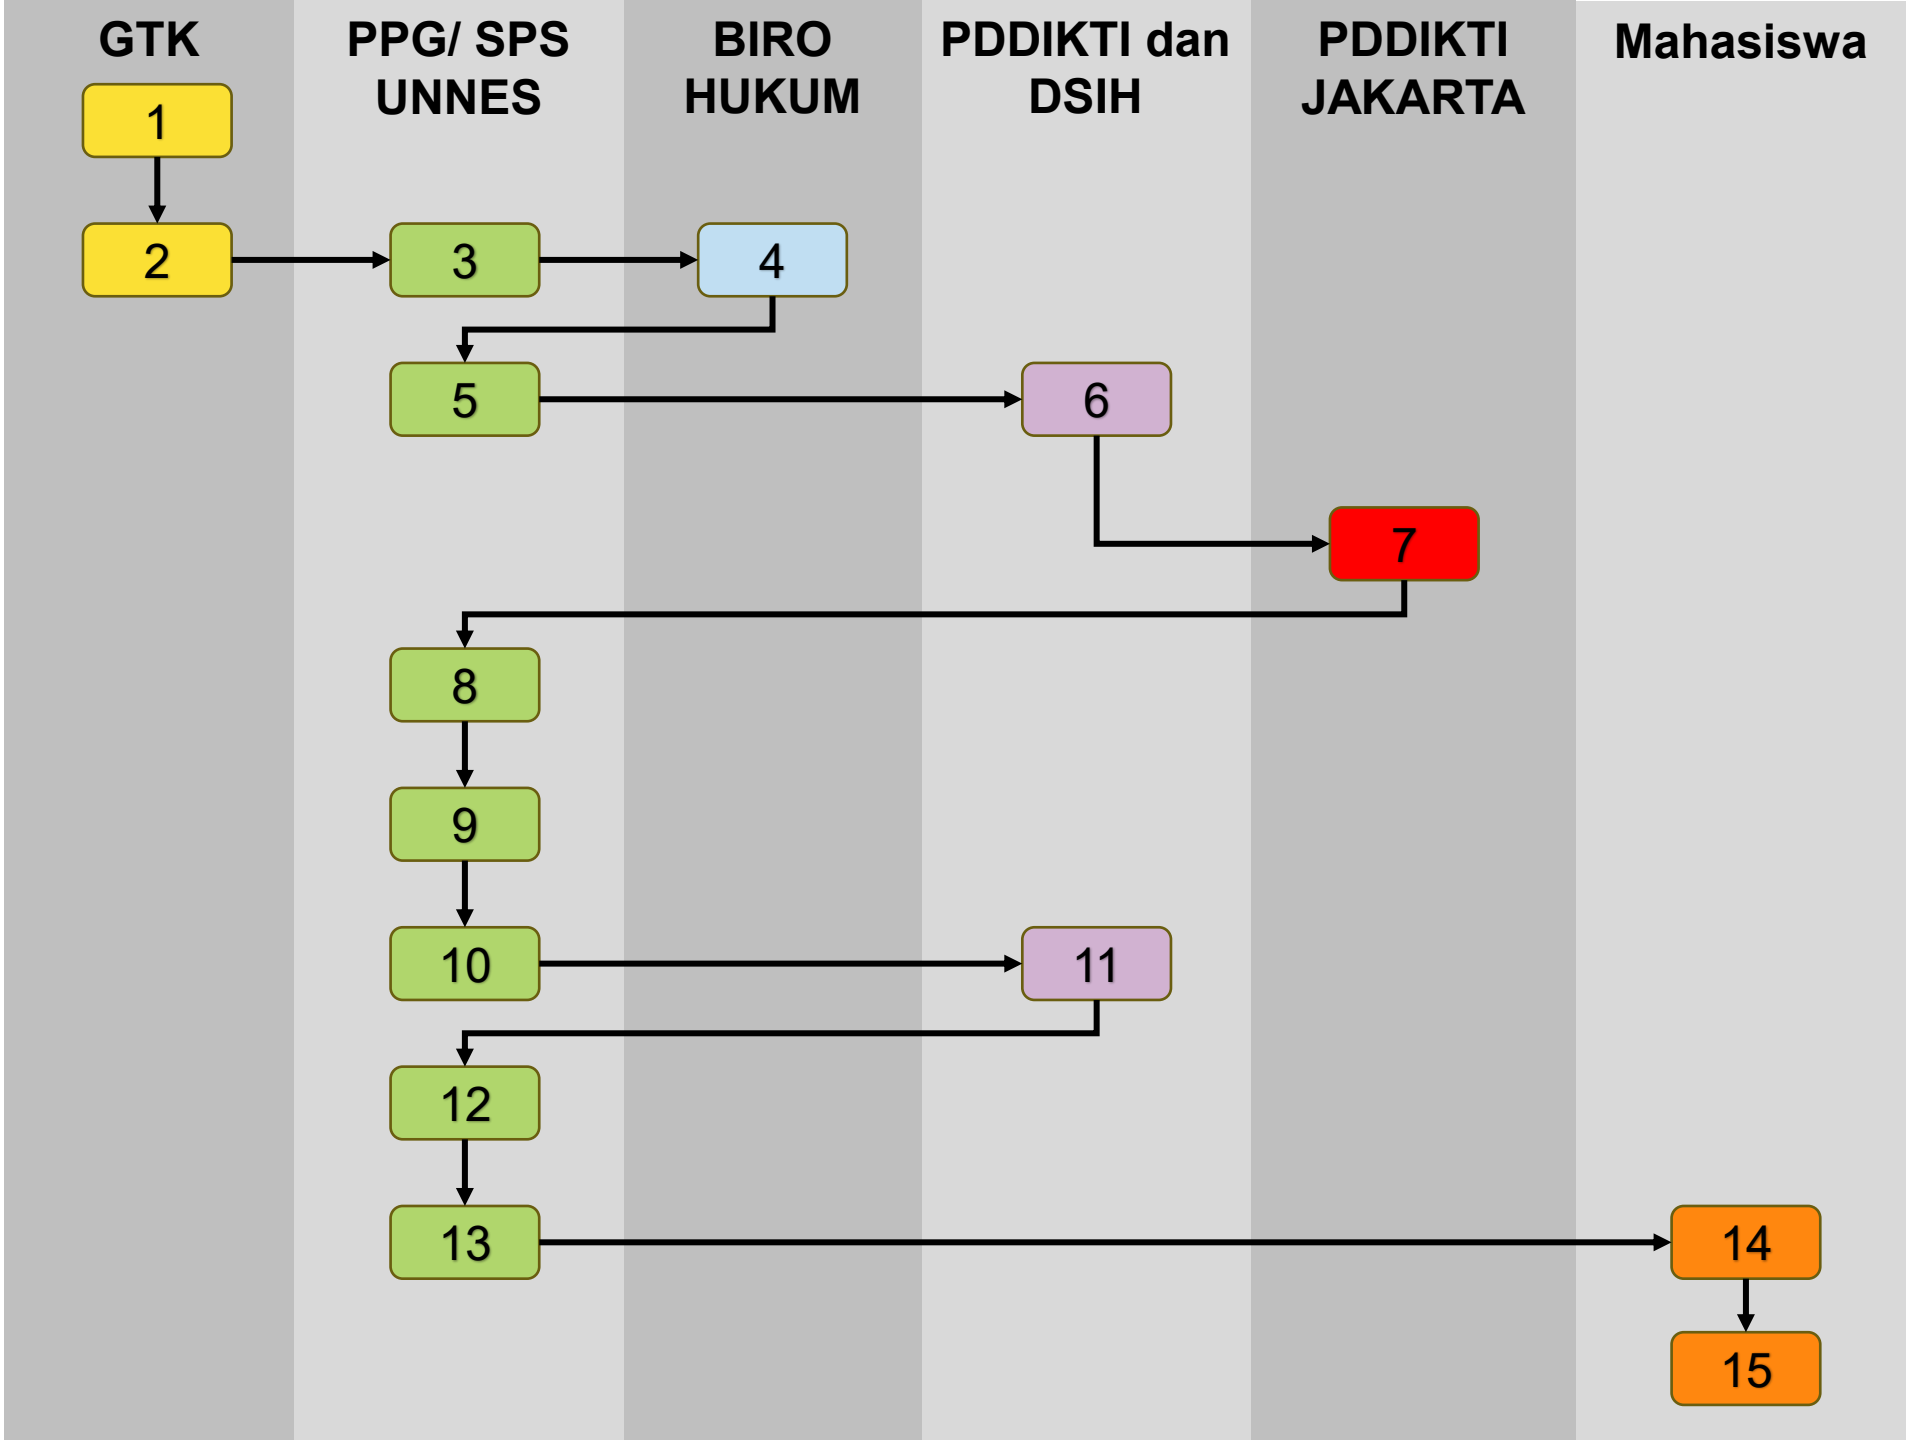 GTK
PPG/ SPS
UNNES
BIRO
HUKUM
PDDIKTI dan
DSIH
PDDIKTI
JAKARTA
Mahasiswa
1
2
3
4
5
6
7
8
9
10
11
12
13
14
15